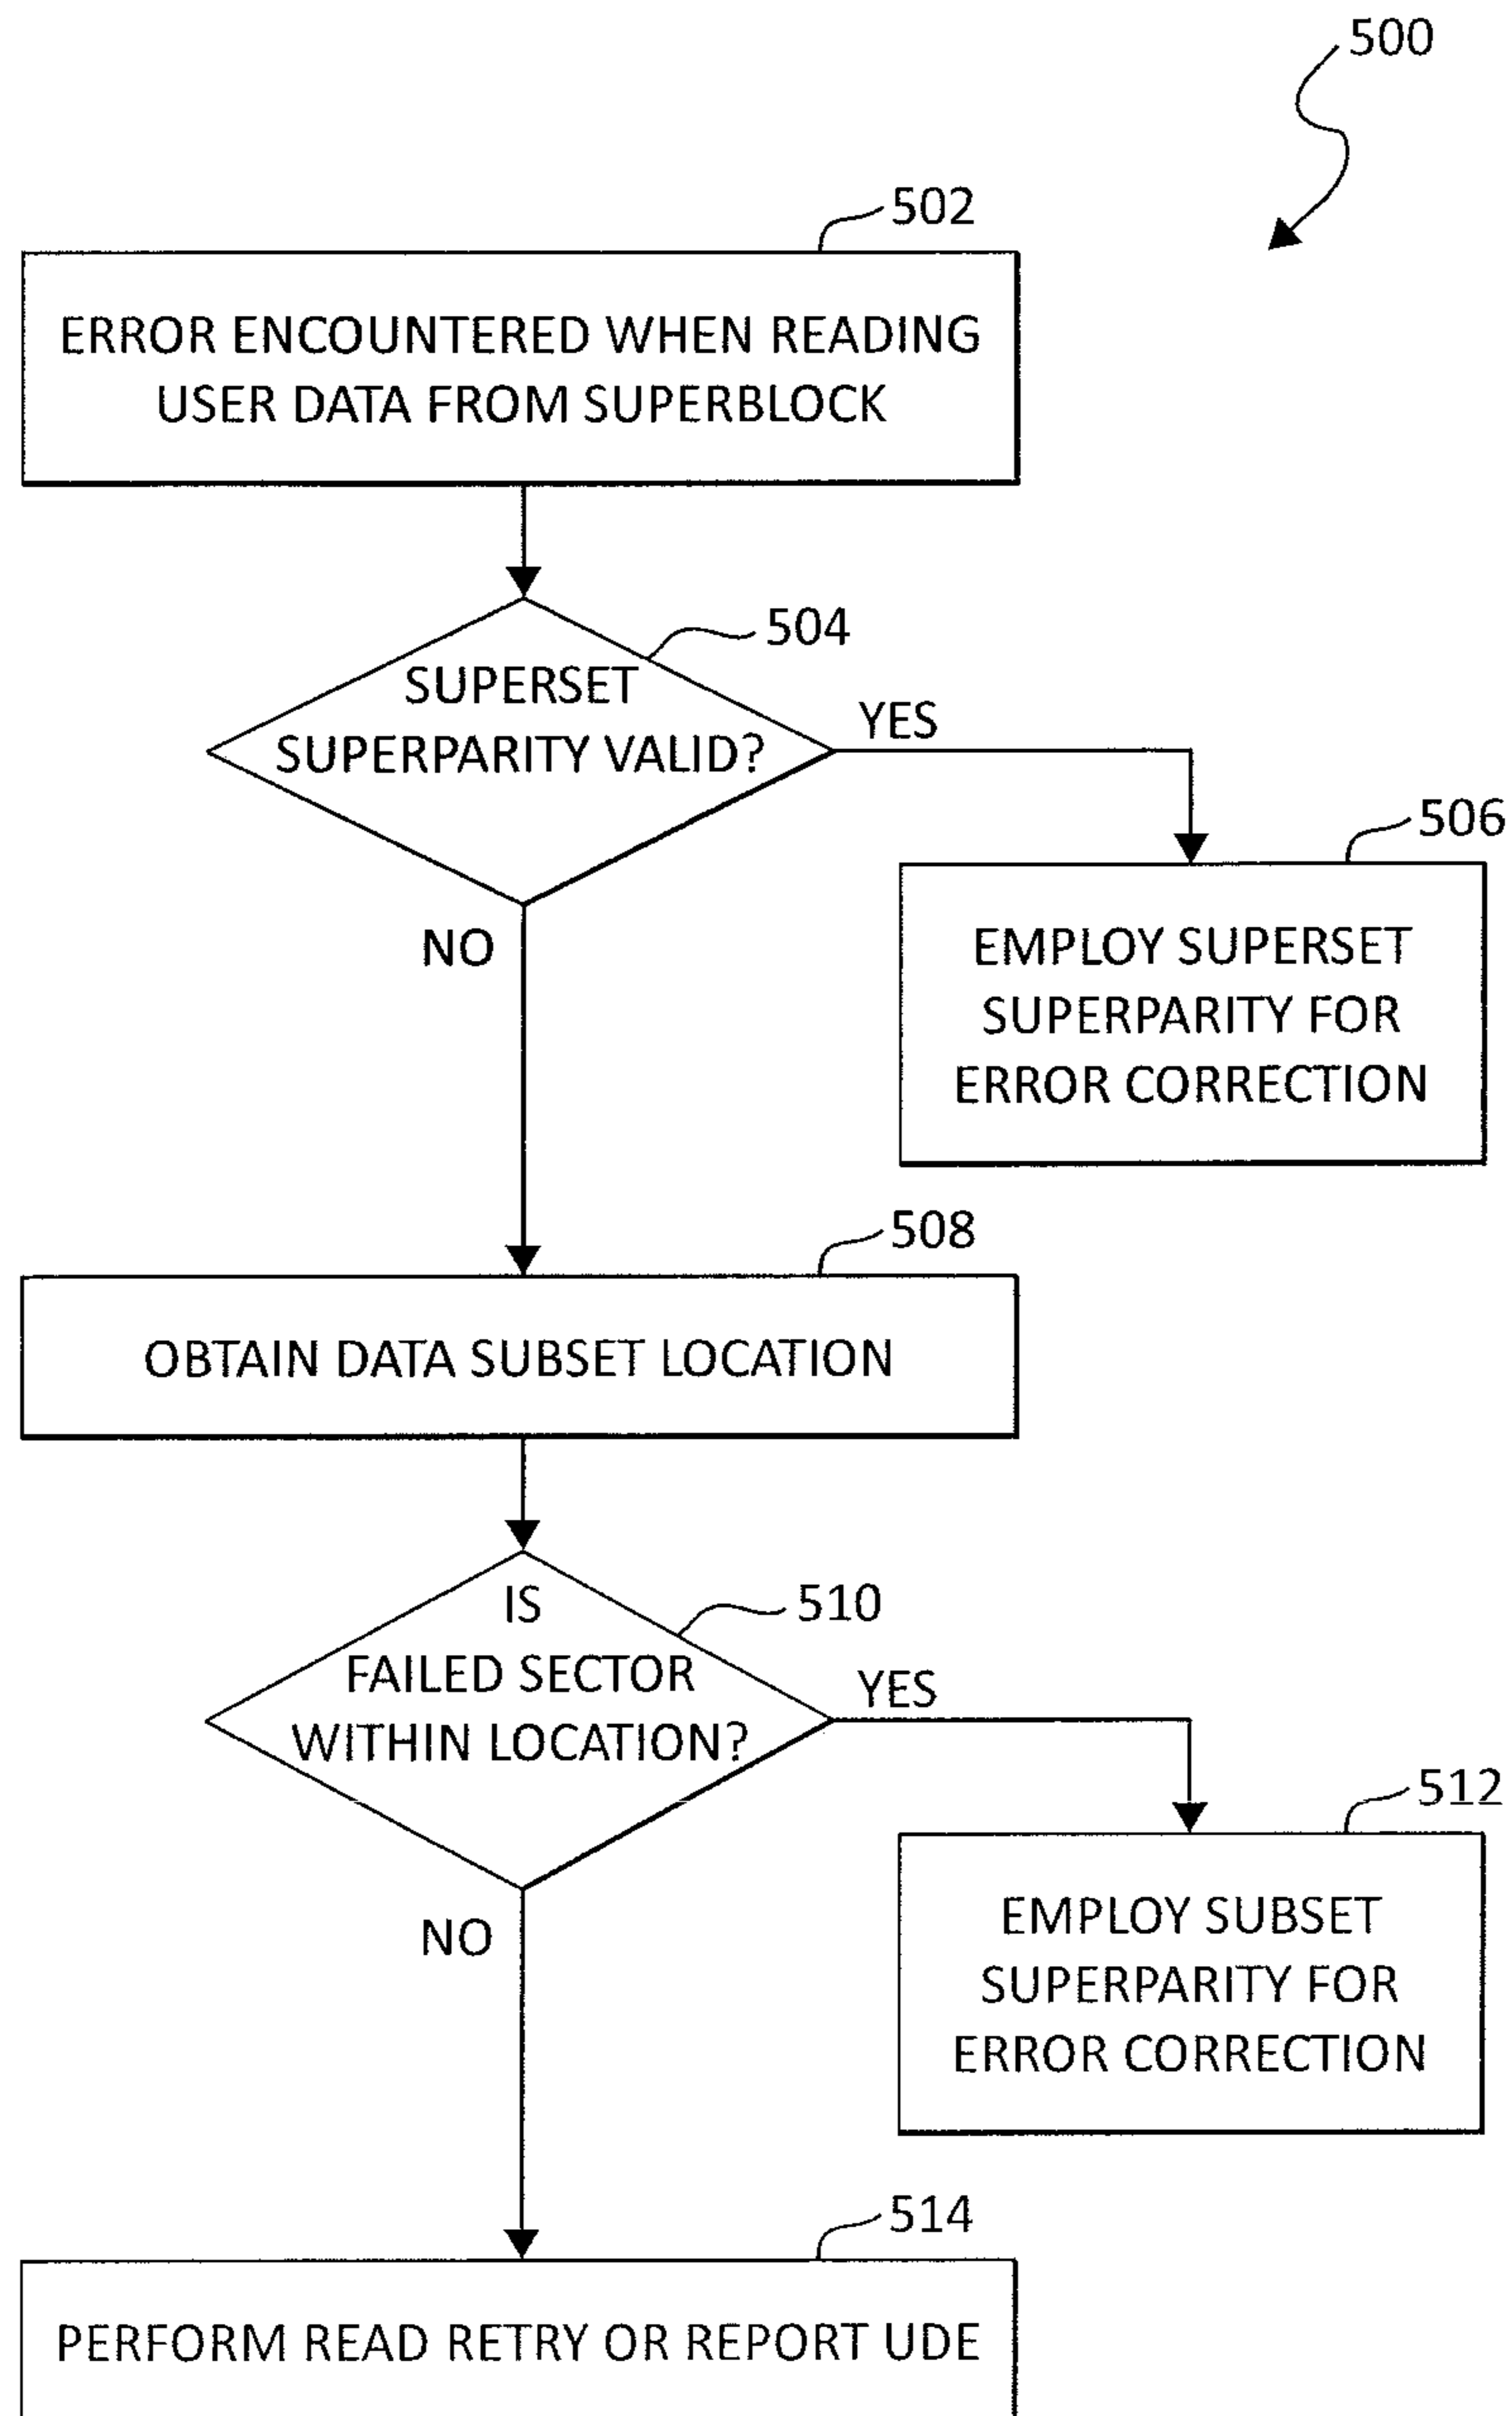 500
502
ERROR ENCOUNTERED WHEN READING
USER DATA FROM SUPERBLOCK
504
SUPERSET
SUPERPARITY VALID?
YES
506
EMPLOY SUPERSET
SUPERPARITY FOR
ERROR CORRECTION
NO
508
OBTAIN DATA SUBSET LOCATION
510
IS
FAILED SECTOR
WITHIN LOCATION?
YES
512
EMPLOY SUBSET
SUPERPARITY FOR
ERROR CORRECTION
NO
514
PERFORM READ RETRY OR REPORT UDE